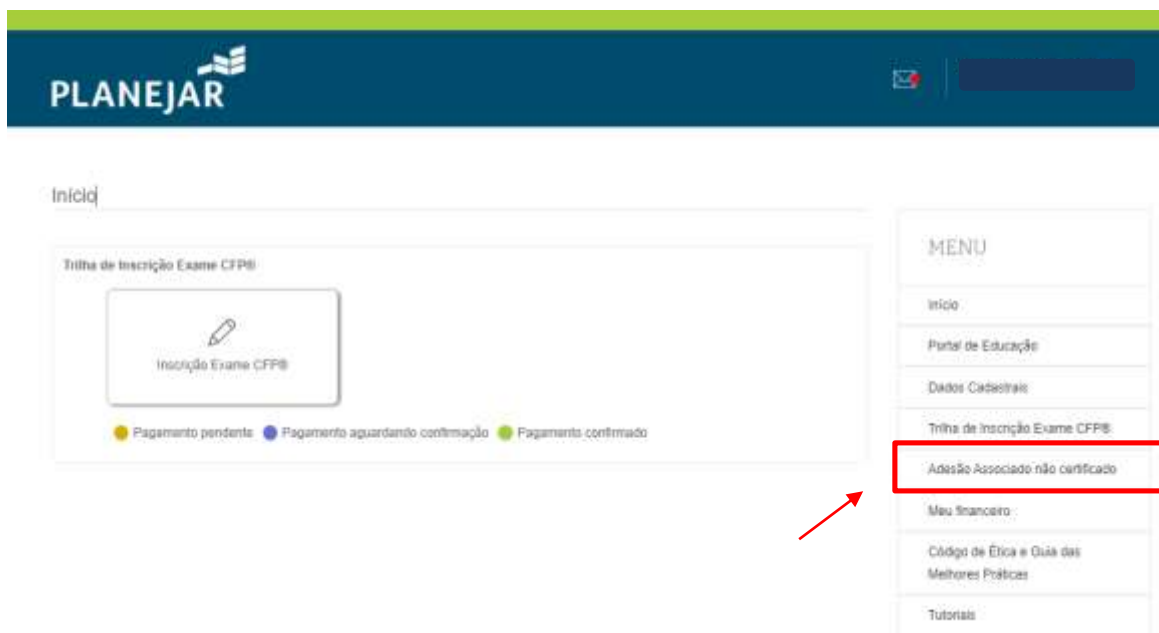 PLANEJAR
Início
Trilha de Inscrição Exame CFP®
Inscrição Exame CFP®
Pagamento pendente Pagamento aguardando confirmação Pagamento confirmado
MENU
Início
Portal de Educação
Dados Cadastrais
Trilha de Inscrição Exame CFP®
Adesão Associado não certificado
Meu financeiro
Código de Ética e Guia das
Melhores Práticas
Tutoriais